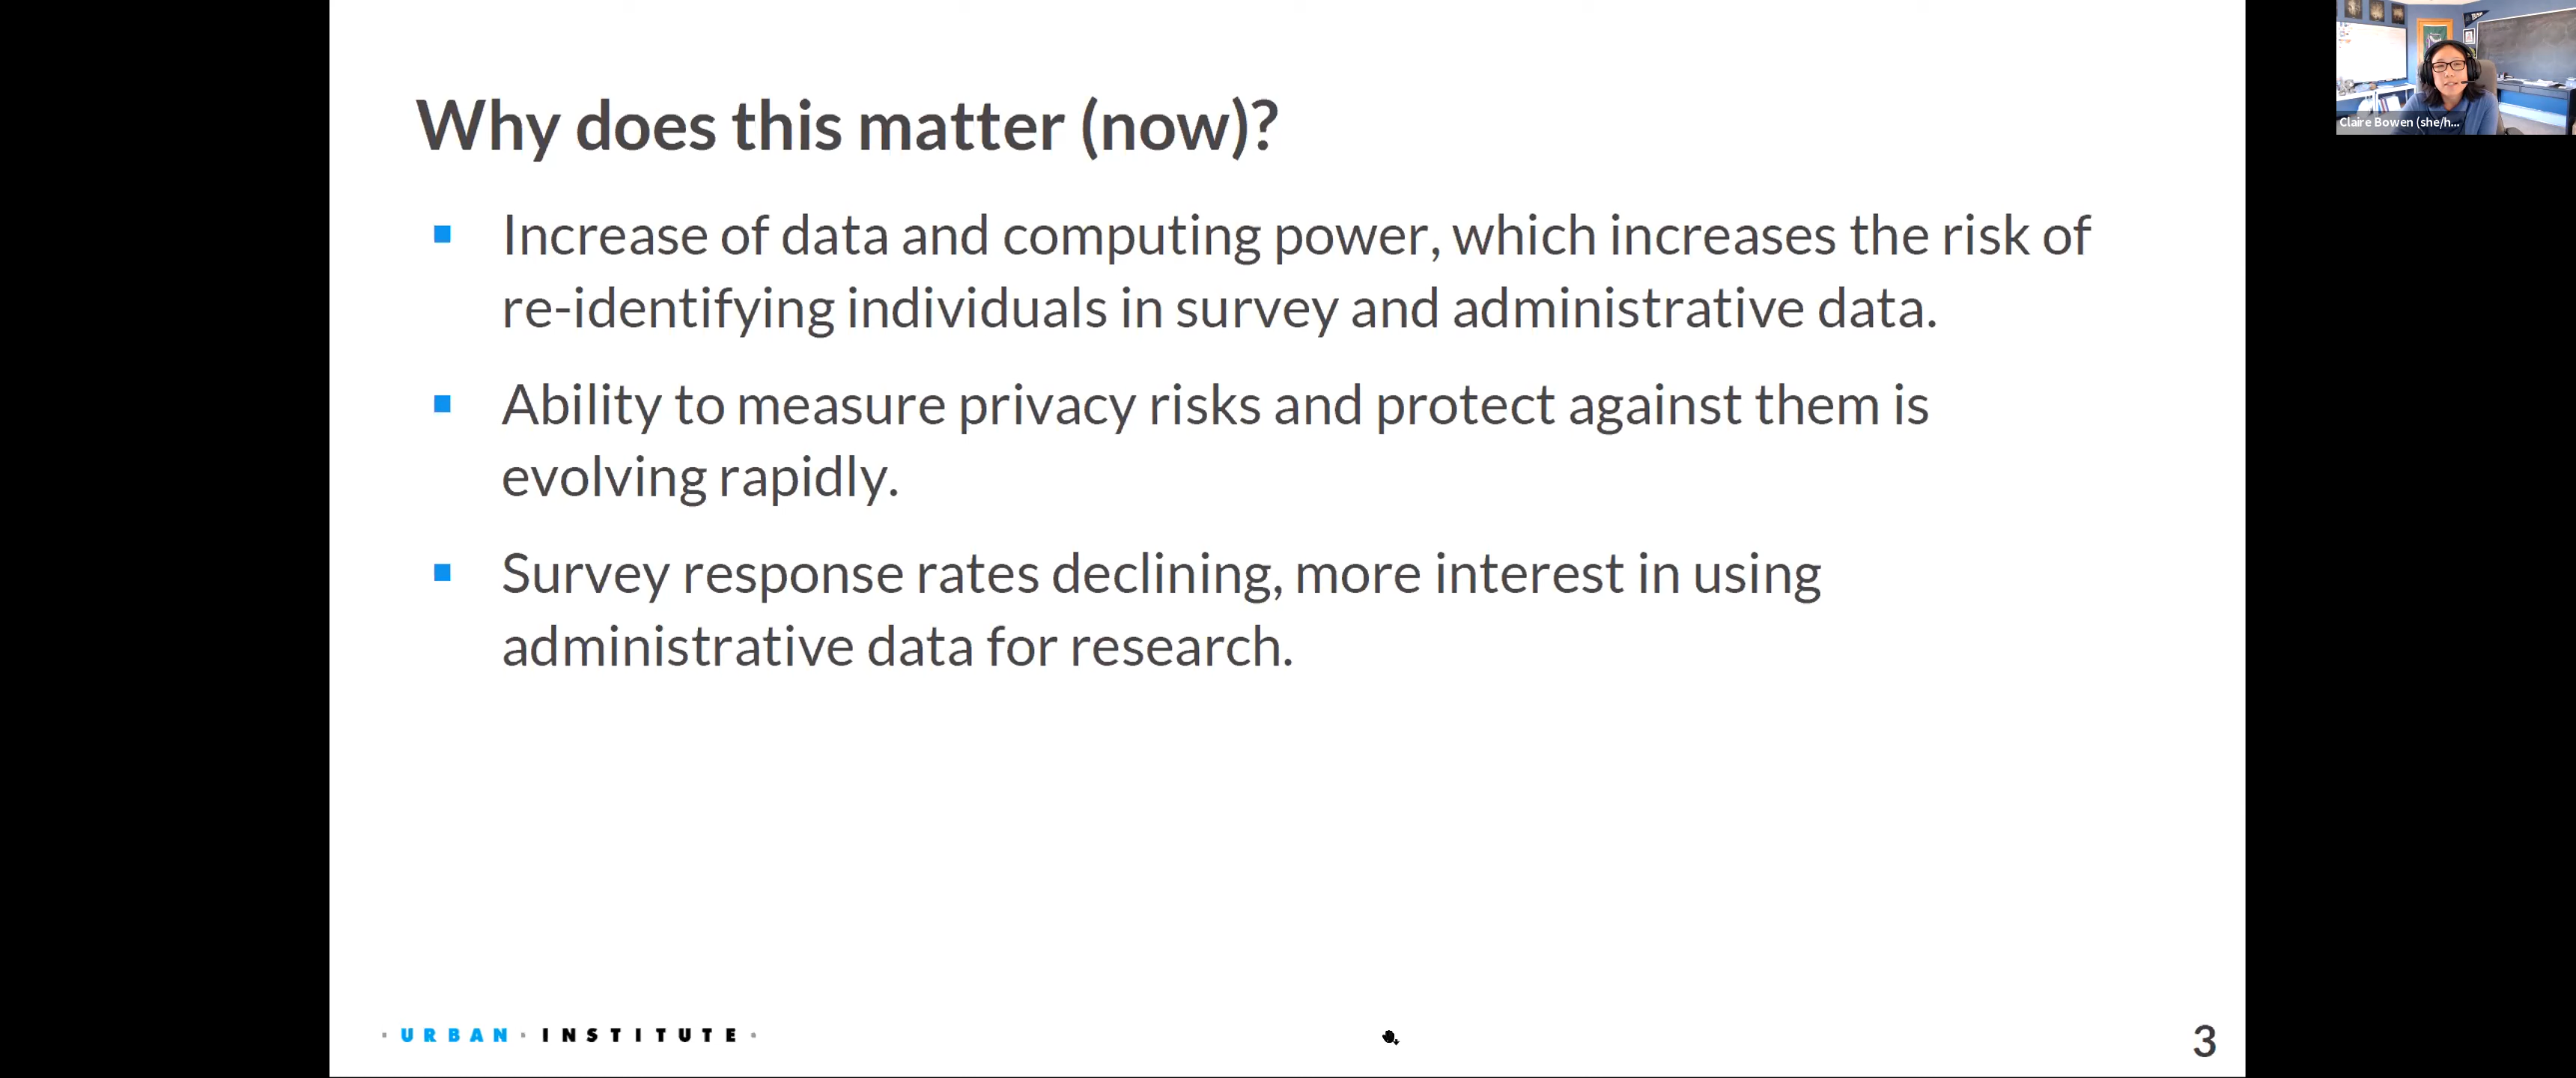 Why does this matter (now)?
Increase of data and computing power, which increases the risk of
re-identifying individuals in survey and administrative data.
Ability to measure privacy risks and protect against them is
evolving rapidly.
Survey response rates declining, more interest in using
administrative data for research.
URBAN INSTITUTE
3
Claire Bowen (she/h...